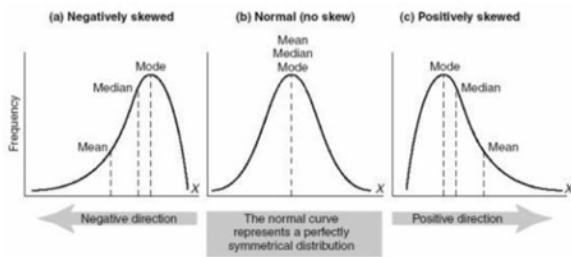 (a) Negatively skewed
(b) Normal (no skew)
(c) Positively skewed
Frequency
Mode
Median
Mean
X
Mean
Median
Mode
X
Mode
Median
Mean
X
Negative direction
The normal curve
represents a perfectly
symmetrical distribution
Positive direction